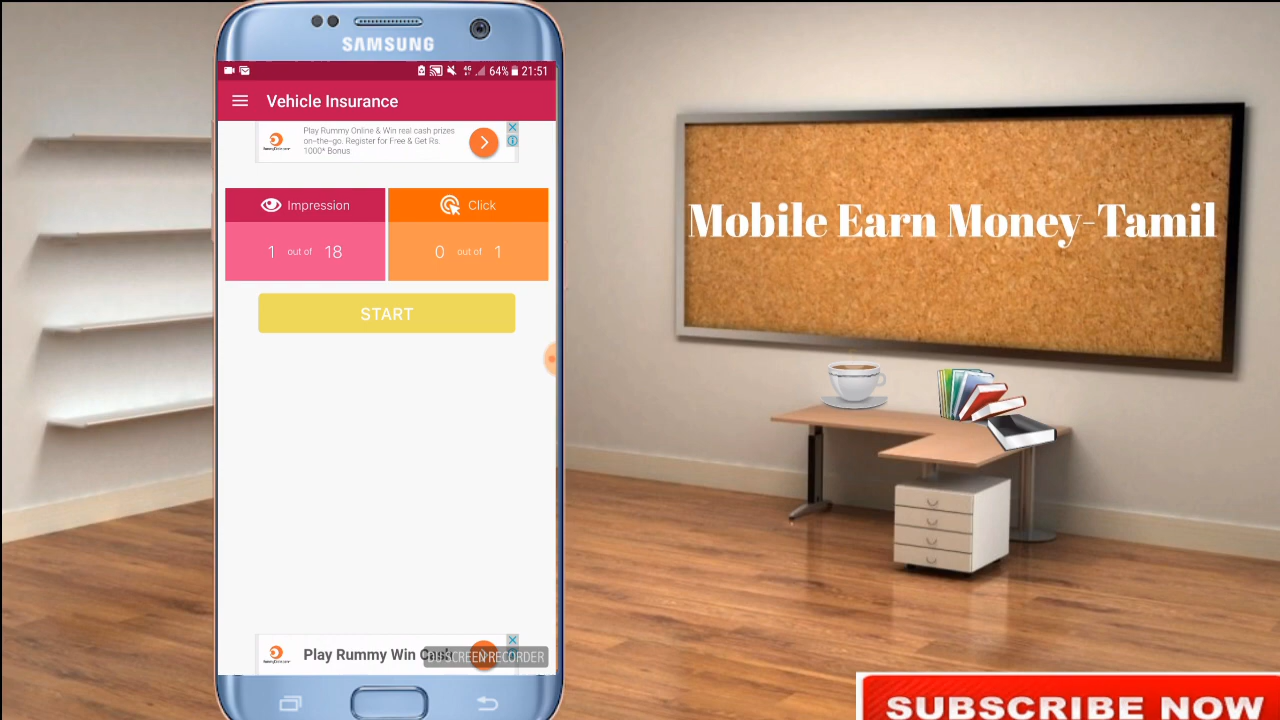 SAMSUNG
4G 64% 21:51
Vehicle Insurance
Play Rummy Online & Win real cash prizes
on-the-go. Register for Free & Get Rs.
1000* Bonus
Impression
Click
1 out of 18
0 out of 1
START
Play Rummy Win
SCREEN RECORDER
Mobile Earn Money-Tamil
SUBSCRIBE NOW